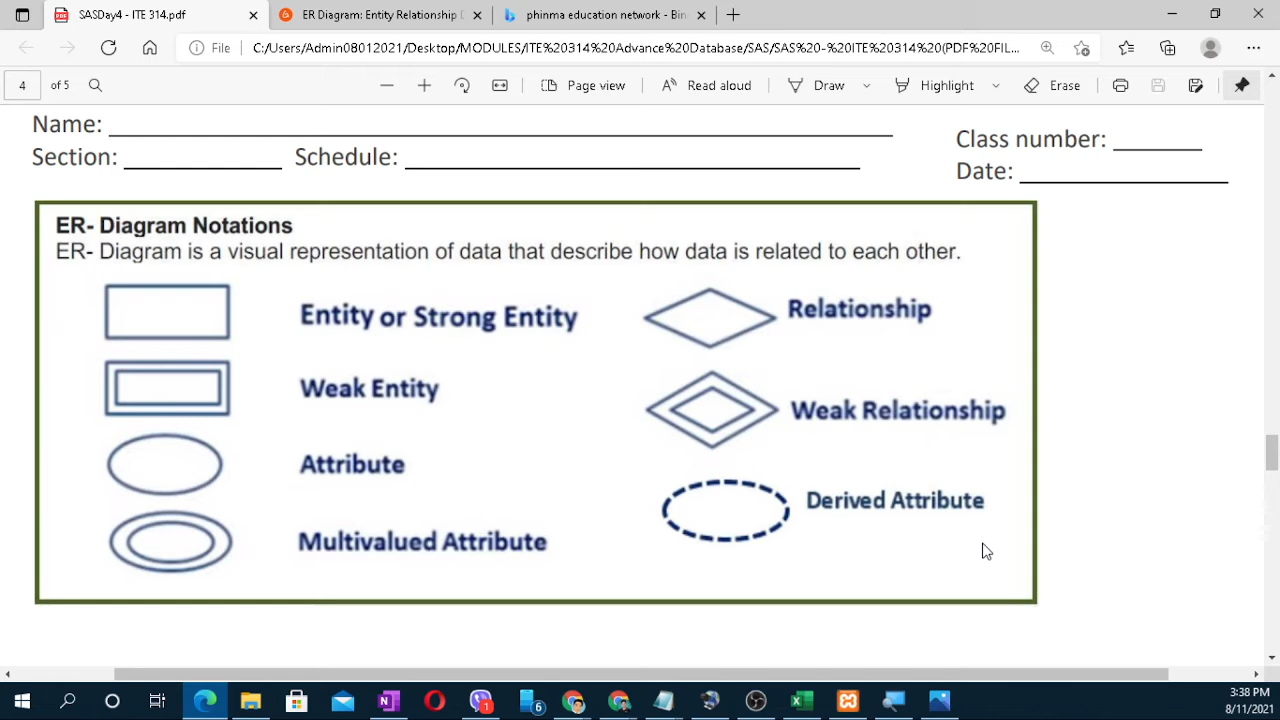 SASDay4 - ITE 314.pdf
ER Diagram: Entity Relationship D
phinma education network - Bin
File
C:/Users/Admin08012021/Desktop/MODULES/ITE%20314%20Advance%20Database/SAS/SAS%20-%20ITE%20314%20(PDF%20FIL...
4 of 5
Page view
Read aloud
Draw
Highlight
Erase
Name:
Class number:
Section:
Schedule:
Date:
ER- Diagram Notations
ER- Diagram is a visual representation of data that describe how data is related to each other.
Entity or Strong Entity
Relationship
Weak Entity
Weak Relationship
Attribute
Derived Attribute
Multivalued Attribute
1
6
3:38 PM
8/11/2021